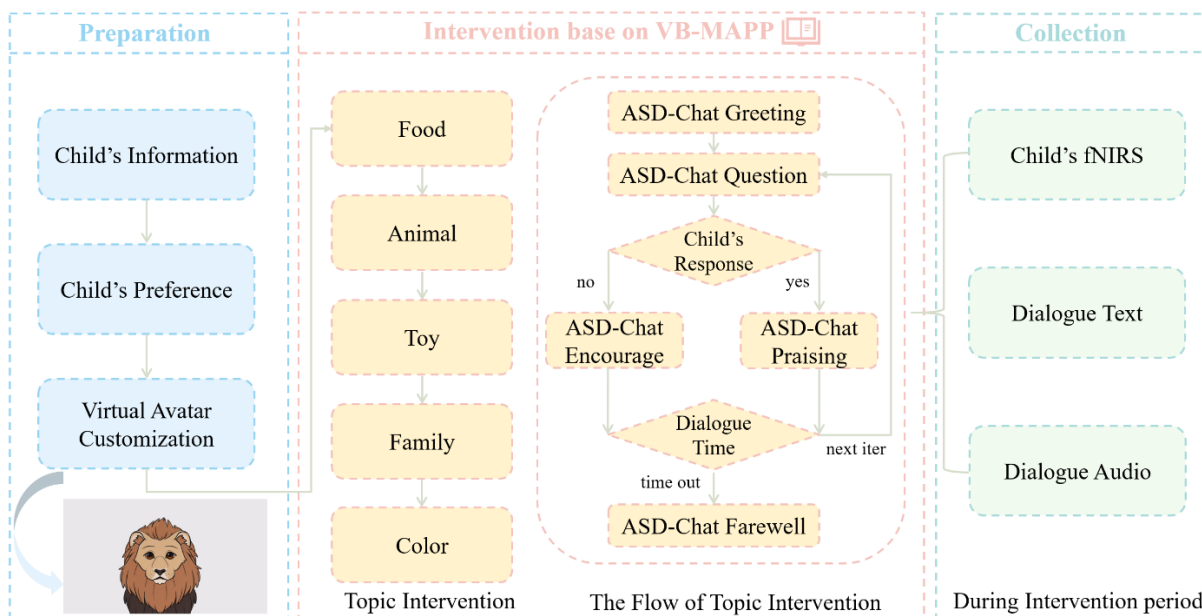 Preparation
Child's Information
Child's Preference
Virtual Avatar
Customization
Intervention base on VB-MAPP
Food
Animal
Toy
Family
Color
Topic Intervention
ASD-Chat Greeting
ASD-Chat Question
Child's
Response
no
yes
ASD-Chat
Encourage
ASD-Chat
Praising
Dialogue
Time
next iter
time out
ASD-Chat Farewell
The Flow of Topic Intervention
Collection
Child's fNIRS
Dialogue Text
Dialogue Audio
During Intervention period